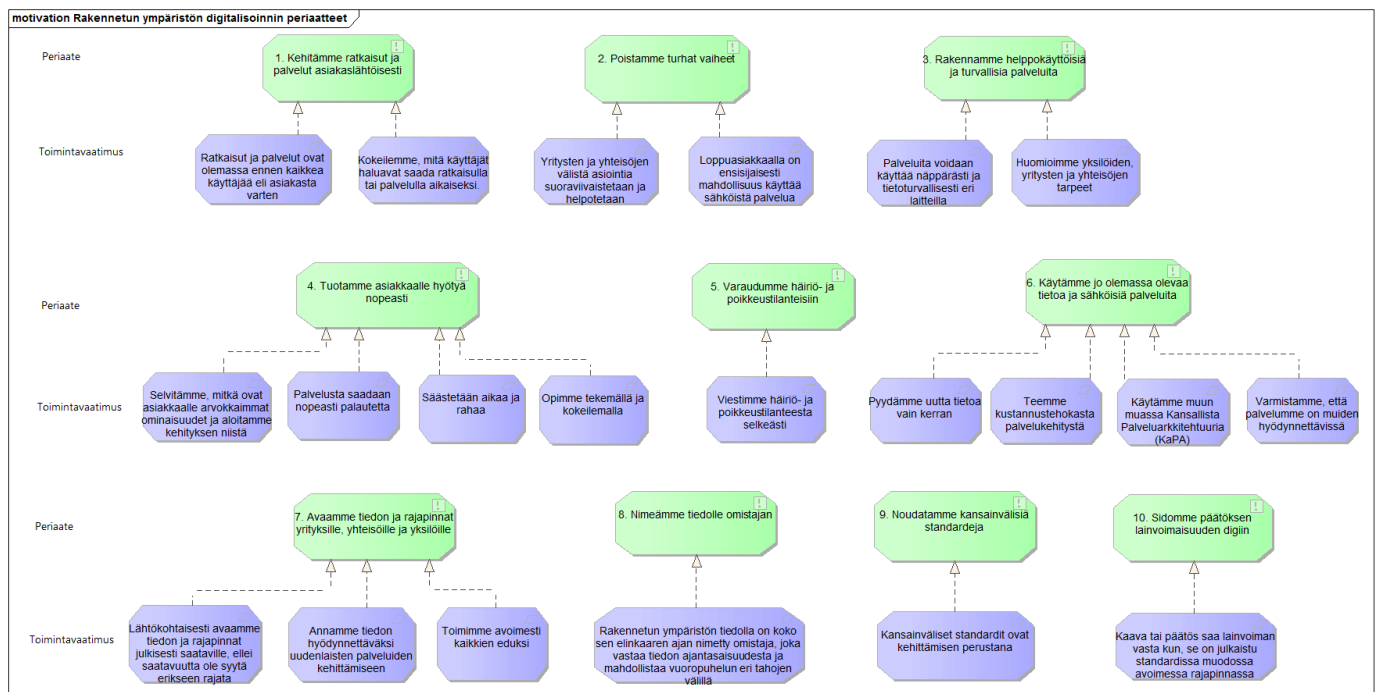 motivation Rakennetun ympäristön digitalisoinnin periaatteet
Periaate
1. Kehitämme ratkaisut ja
palvelut asiakaslähtöisesti
2. Poistamme turhat vaiheet
3. Rakennamme helppokäyttöisiä
ja turvallisia palveluita
Toimintavaatimus
Ratkaisut ja palvelut ovat
olemassa ennen kaikkea
käyttäjää eli asiakasta
varten
Kokeilemme, mitä käyttäjät
haluavat saada ratkaisulla
tai palvelulla aikaiseksi.
Yritysten ja yhteisöjen
välistä asiointia
suoraviivaistetaan ja
helpotetaan
Loppuasiakkaalla on
ensisijaisesti
mahdollisuus käyttää
sähköistä palvelua
Palveluita voidaan
käyttää näppärästi ja
tietoturvallisesti eri
laitteilla
Huomioimme yksilöiden,
yritysten ja yhteisöjen
tarpeet
Periaate
4. Tuotamme asiakkaalle hyötyä
nopeasti
5. Varaudumme häiriö- ja
poikkeustilanteisiin
6. Käytämme jo olemassa olevaa
tietoa ja sähköisiä palveluita
Toimintavaatimus
Selvitämme, mitkä ovat
asiakkaalle arvokkaimmat
ominaisuudet ja aloitamme
kehityksen niistä
Palvelusta saadaan
nopeasti palautetta
Säästetään aikaa ja
rahaa
Opimme tekemällä ja
kokeilemalla
Viestimme häiriö- ja
poikkeustilanteesta
selkeästi
Pyydämme uutta tietoa
vain kerran
Teemme
kustannustehokasta
palvelukehitystä
Käytämme muun
muassa Kansallista
Palveluarkkitehtuuria
(KaPA)
Varmistamme, että
palvelumme on muiden
hyödynnettävissä
Periaate
7. Avaamme tiedon ja rajapinnat
yrityksille, yhteisöille ja yksilöille
8. Nimeämme tiedolle omistajan
9. Noudatamme kansainvälisiä
standardeja
10. Sidomme päätöksen
lainvoimaisuuden digiin
Toimintavaatimus
Lähtökohtaisesti avaamme
tiedon ja rajapinnat
julkisesti saataville, ellei
saatavuutta ole syytä
erikseen rajata
Annamme tiedon
hyödynnettäväksi
uudenlaisten palveluiden
kehittämiseen
Toimimme avoimesti
kaikkien eduksi
Rakennetun ympäristön tiedolla on koko
sen elinkaaren ajan nimetty omistaja, joka
vastaa tiedon ajantasaisuudesta ja
mahdollistaa vuoropuhelun eri tahojen
välillä
Kansainväliset standardit ovat
kehittämisen perustana
Kaava tai päätös saa lainvoiman
vasta kun, se on julkaistu
standardissa muodossa
avoimessa rajapinnassa